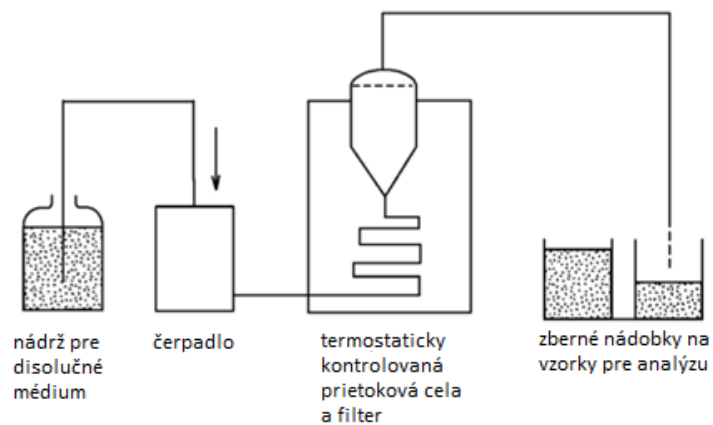 nádrž pre
disolučné
médium
čerpadlo
termostaticky
kontrolovaná
prietoková cela
a filter
zberné nádobky na
vzorky pre analýzu